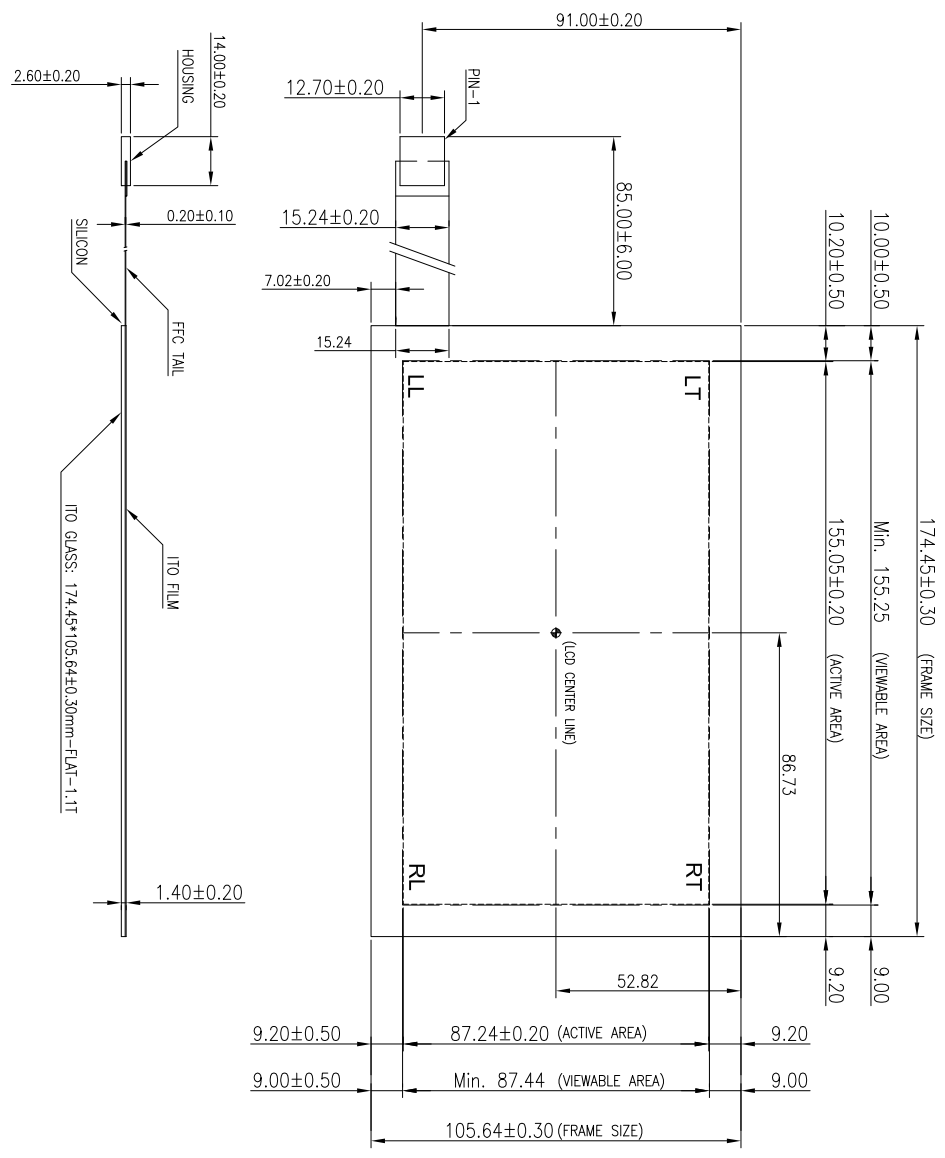 91.00±0.20
14.00±0.20
HOUSING
2.60±0.20
PIN-1
12.70±0.20
85.00±6.00
0.20±0.10
15.24±0.20
SILICON
7.02±0.20
FFC TAIL
15.24
10.20±0.50
10.00±0.50
LL
LT
174.45±0.30 (FRAME SIZE)
Min. 155.25 (VIEWABLE AREA)
155.05±0.20 (ACTIVE AREA)
ITO FILM
ITO GLASS: 174.45*105.64±0.30mm-FLAT-1.1T
(LCD CENTER LINE)
86.73
RL
RT
1.40±0.20
52.82
9.20
9.00
9.20±0.50
87.24±0.20 (ACTIVE AREA)
9.20
9.00±0.50
Min. 87.44 (VIEWABLE AREA)
9.00
105.64±0.30 (FRAME SIZE)